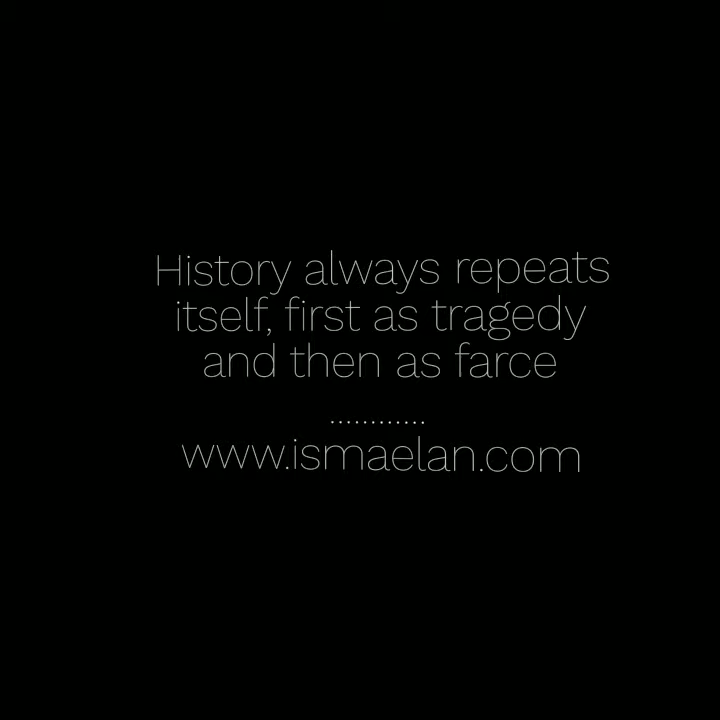 History always repeats
itself, first as tragedy
and then as farce
............
www.ismaelan.com